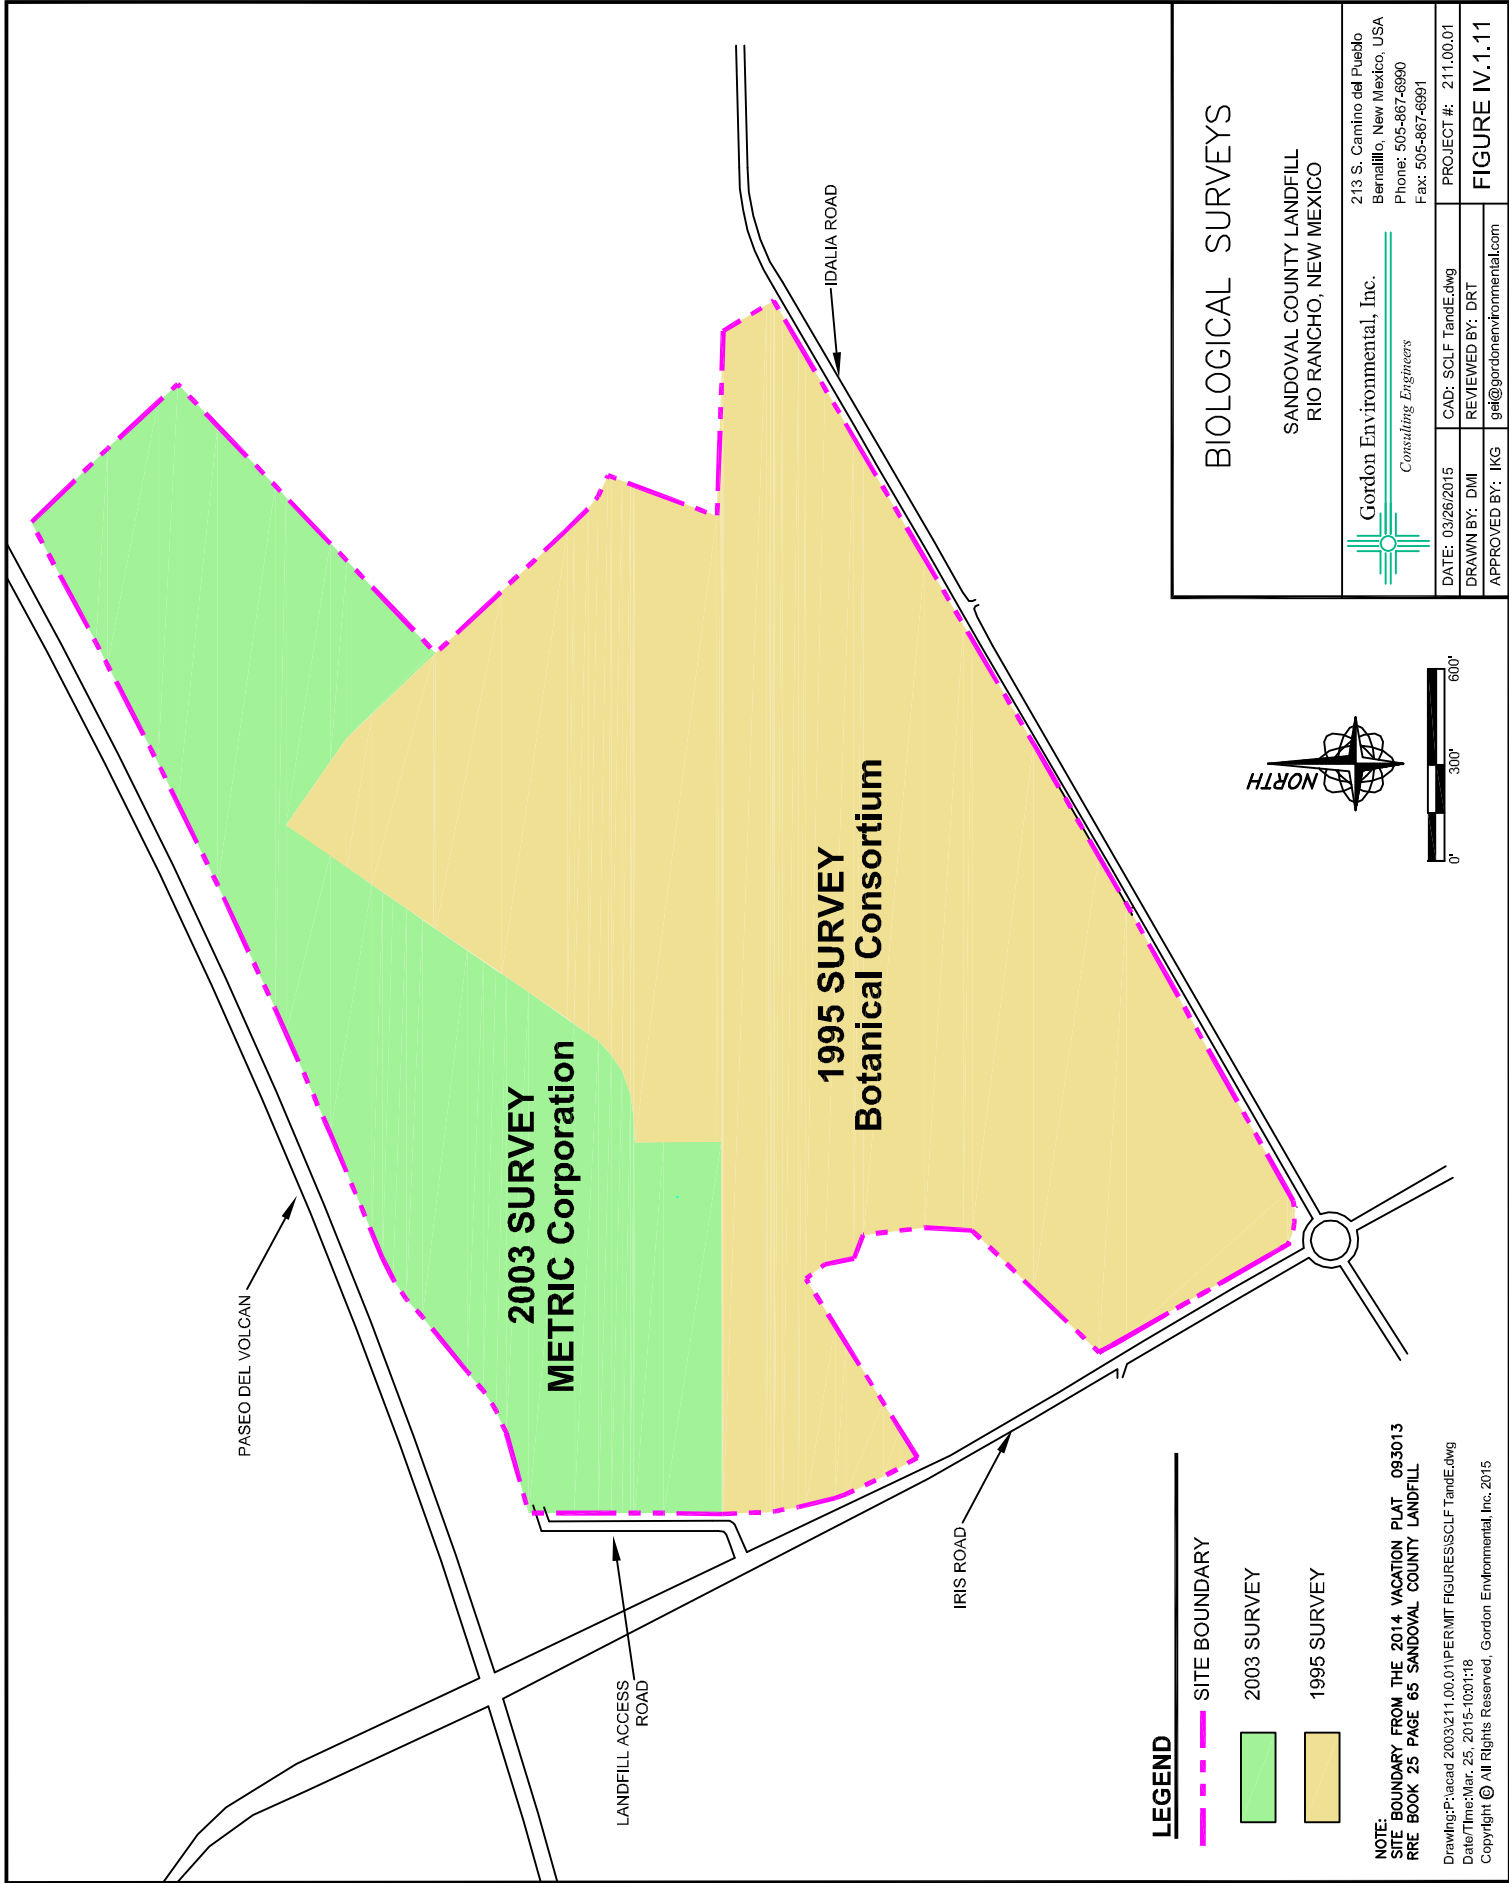 PASEO DEL VOLCAN
LANDFILL ACCESS
ROAD
2003 SURVEY
METRIC Corporation
1995 SURVEY
Botanical Consortium
IDALIA ROAD
IRIS ROAD
LEGEND
SITE BOUNDARY
2003 SURVEY
1995 SURVEY
NOTE:
SITE BOUNDARY FROM THE 2014 VACATION PLAT 093013
RRE BOOK 25 PAGE 65 SANDOVAL COUNTY LANDFILL
Drawing:P:\acad 2003\211.00.01\PERMIT FIGURES\SCLF TandE.dwg
Date/Time:Mar. 25, 2015-10:01:18
Copyright © All Rights Reserved, Gordon Environmental, Inc. 2015
NORTH
0' 300' 600'
BIOLOGICAL SURVEYS
SANDOVAL COUNTY LANDFILL
RIO RANCHO, NEW MEXICO
Gordon Environmental, Inc.
Consulting Engineers
213 S. Camino del Pueblo
Bernalillo, New Mexico, USA
Phone: 505-867-6990
Fax: 505-867-6991
DATE: 03/26/2015 CAD: SCLF TandE.dwg PROJECT #: 211.00.01
DRAWN BY: DMI REVIEWED BY: DRT
APPROVED BY: IKG gei@gordonenvironmental.com
FIGURE IV.1.11